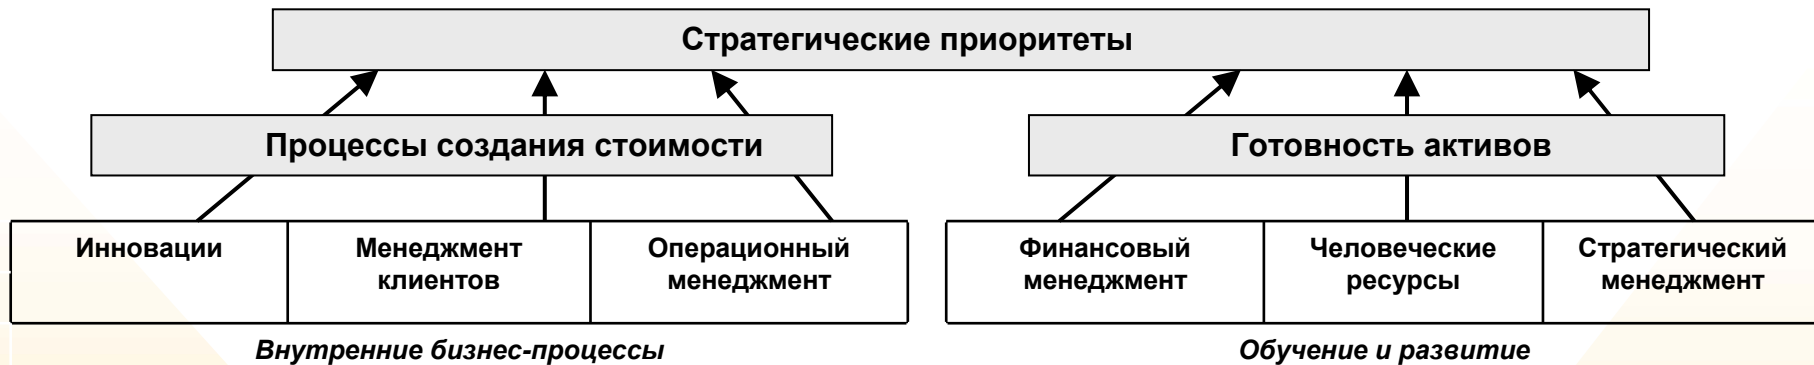 Стратегические приоритеты
Процессы создания стоимости
Готовность активов
Инновации
Менеджмент
клиентов
Операционный
менеджмент
Финансовый
менеджмент
Человеческие
ресурсы
Стратегический
менеджмент
Внутренние бизнес-процессы
Обучение и развитие